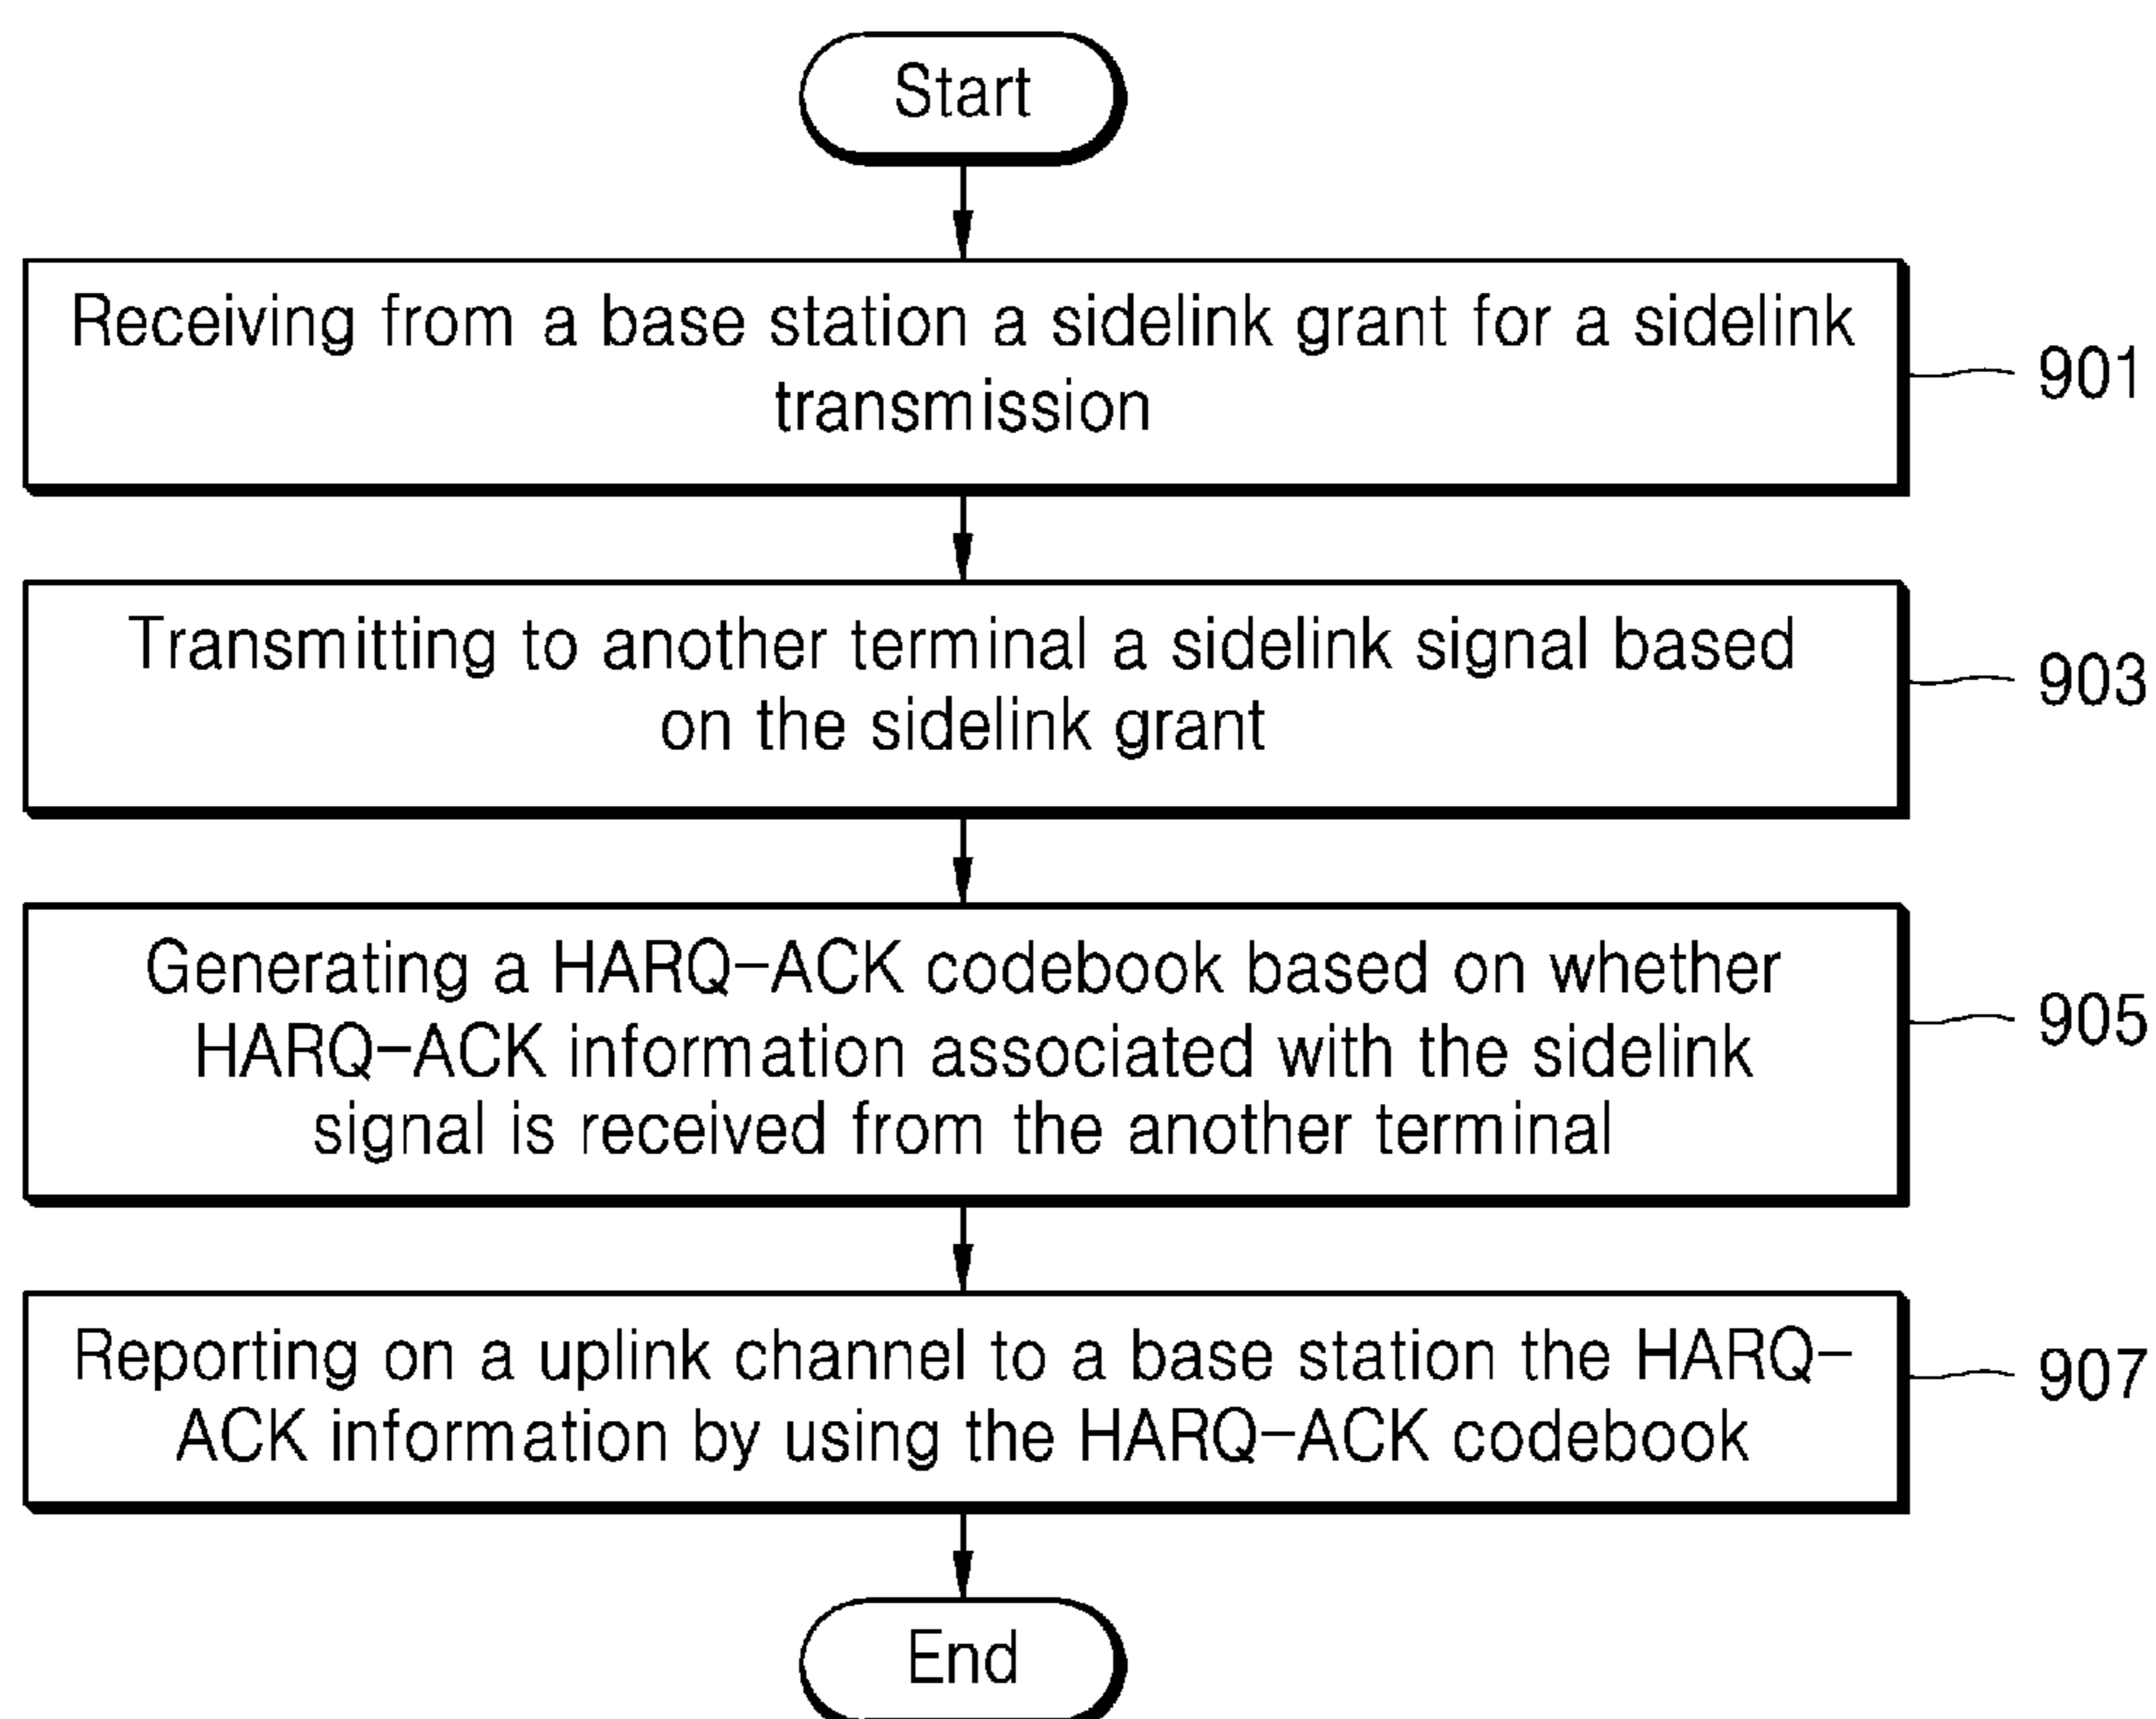 Start
Receiving from a base station a sidelink grant for a sidelink
transmission
901
Transmitting to another terminal a sidelink signal based
on the sidelink grant
903
Generating a HARQ–ACK codebook based on whether
HARQ–ACK information associated with the sidelink
signal is received from the another terminal
905
Reporting on a uplink channel to a base station the HARQ–
ACK information by using the HARQ–ACK codebook
907
End